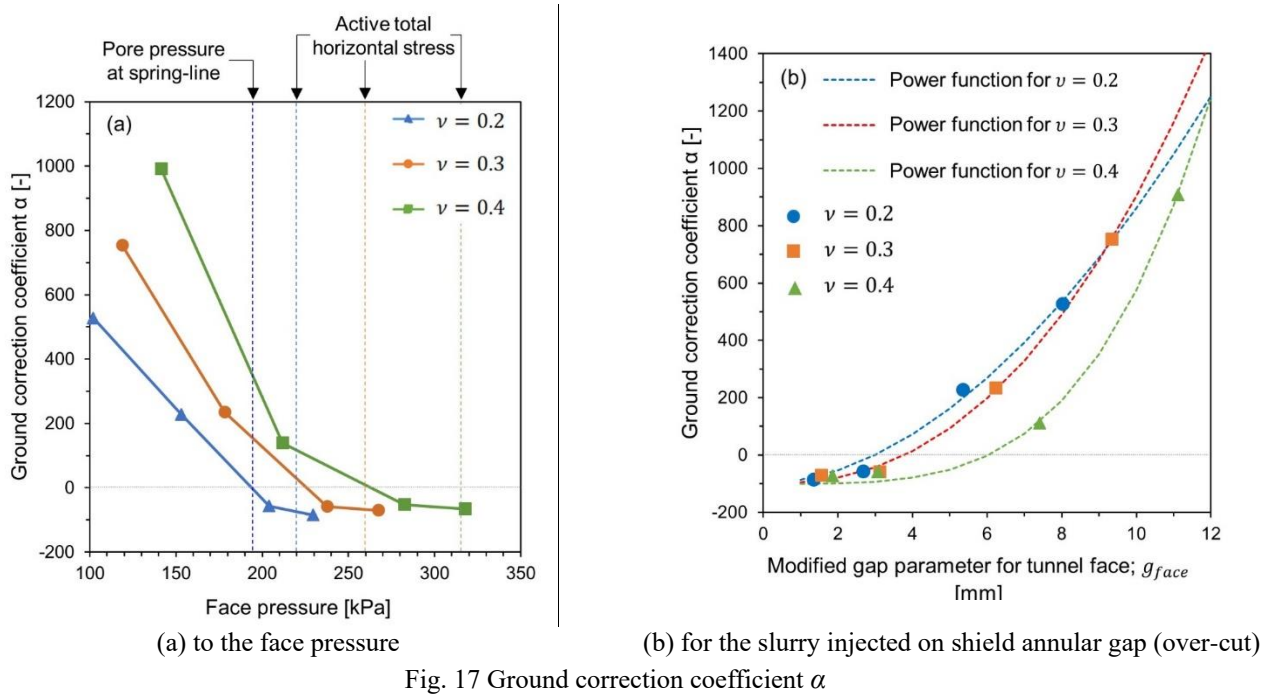 Pore pressure
at spring-line
Active total
horizontal stress
(a)
ν = 0.2
ν = 0.3
ν = 0.4
Ground correction coefficient α [-]
1200
1000
800
600
400
200
0
-200
100
150
200
250
300
350
Face pressure [kPa]
(a) to the face pressure
(b)
Power function for υ = 0.2
Power function for υ = 0.3
Power function for υ = 0.4
ν = 0.2
ν = 0.3
ν = 0.4
Ground correction coefficient α [-]
1400
1200
1000
800
600
400
200
0
-200
0
2
4
6
8
10
12
Modified gap parameter for tunnel face; g_face
[mm]
(b) for the slurry injected on shield annular gap (over-cut)
Fig. 17 Ground correction coefficient α